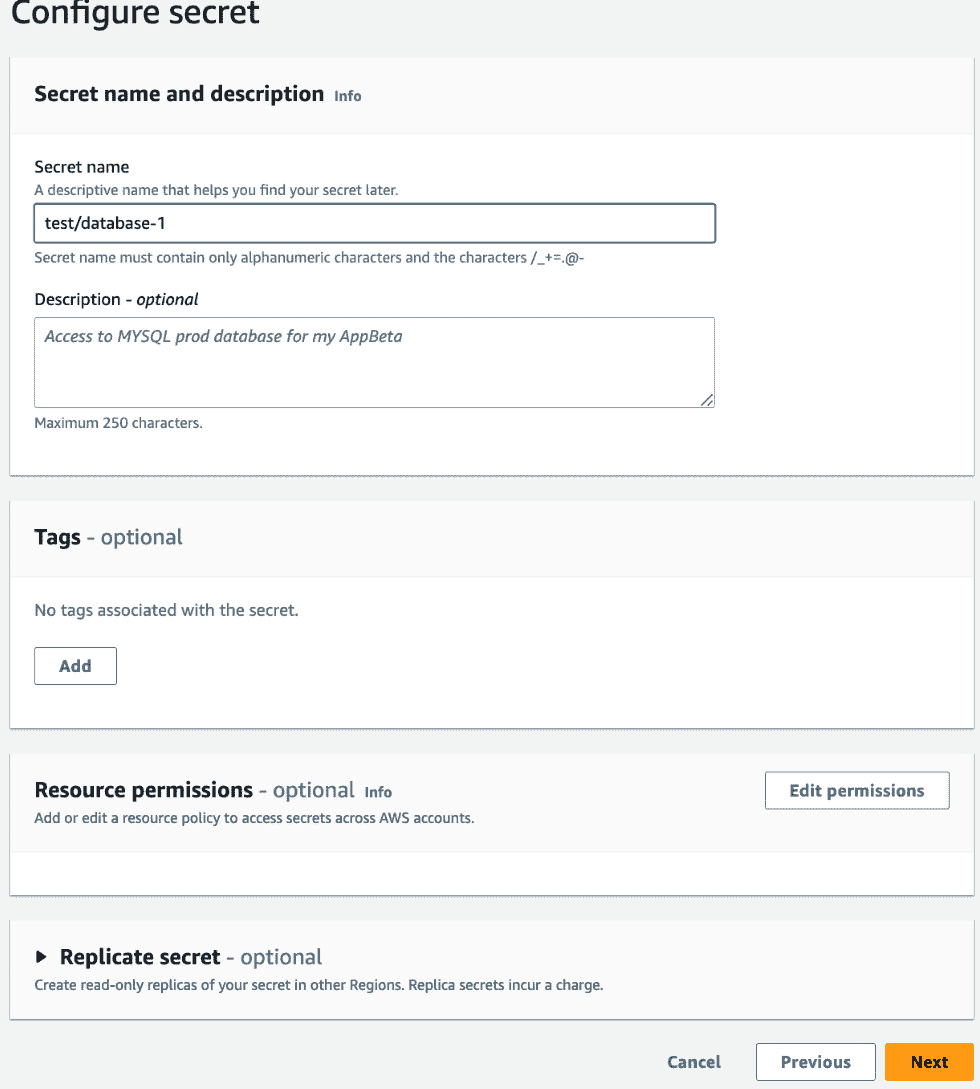 Configure secret
Secret name and description Info
Secret name
A descriptive name that helps you find your secret later.
test/database-1
Secret name must contain only alphanumeric characters and the characters /_+=.@-
Description - optional
Access to MYSQL prod database for my AppBeta
Maximum 250 characters.
Tags - optional
No tags associated with the secret.
Add
Resource permissions - optional Info
Edit permissions
Add or edit a resource policy to access secrets across AWS accounts.
Replicate secret - optional
Create read-only replicas of your secret in other Regions. Replica secrets incur a charge.
Cancel Previous Next